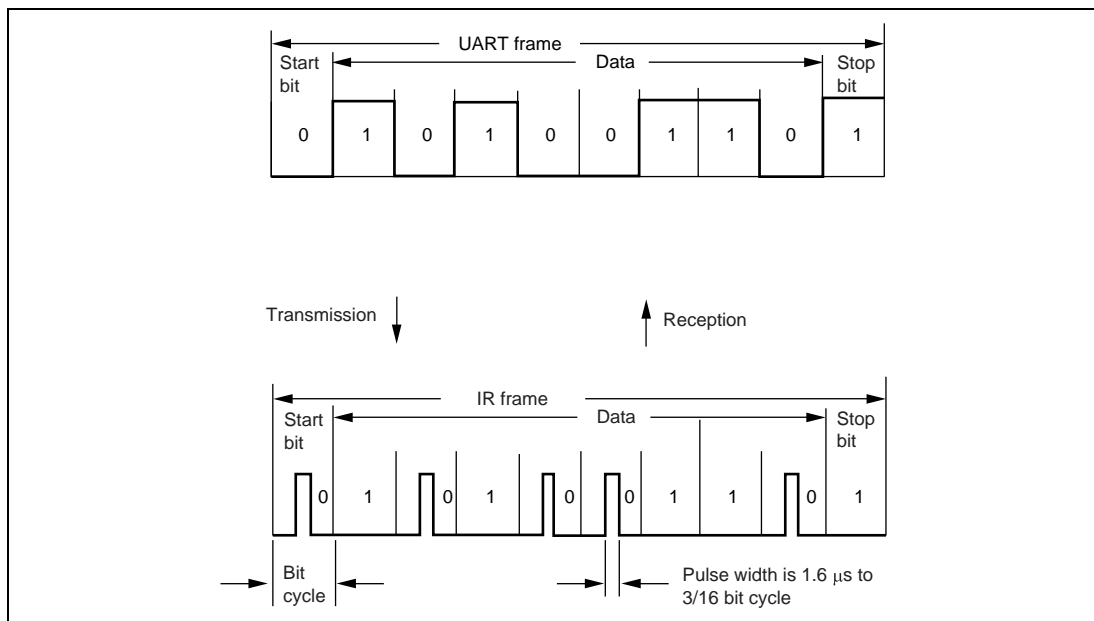 UART frame
Start bit
Data
Stop bit
0 1 0 1 0 0 1 1 0 1
Transmission
Reception
IR frame
Start bit
Data
Stop bit
0 1 0 1 0 0 1 1 0 1
Bit cycle
Pulse width is 1.6 μs to
3/16 bit cycle